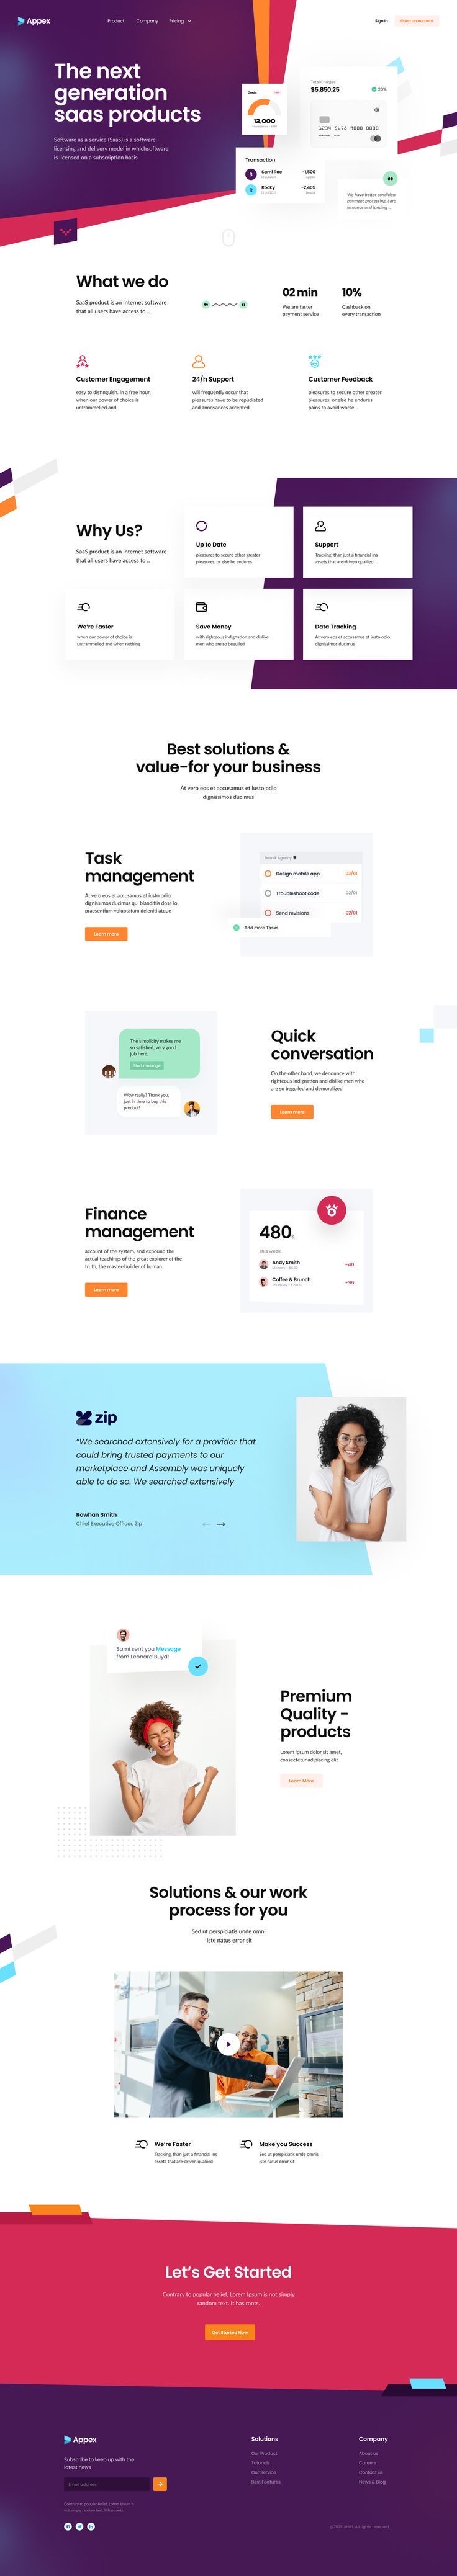 Appex
Product
Company
Pricing
Sign in
Open an account
The next
generation
saas products
Software as a service (SaaS) is a software
licensing and delivery model in whichsoftware
is licensed on a subscription basis.
Goals
12,000
Total Charges
$5,850.25
20%
1234 5678 9000 0000
Transaction
S
Sami Rae
-1,500
R
Rocky
-2,405
We have better condition
payment processing, card
issuance and lending ..
What we do
SaaS product is an internet software
that all users have access to ..
02 min
We are faster
payment service
10%
Cashback on
every transaction
Customer Engagement
easy to distinguish. In a free hour,
when our power of choice is
untrammelled and
24/h Support
will frequently occur that
pleasures have to be repudiated
and annoyances accepted
Customer Feedback
pleasures to secure other greater
pleasures, or else he endures
pains to avoid worse
Why Us?
SaaS product is an internet software
that all users have access to ..
Up to Date
pleasures to secure other greater
pleasures, or else he endures
Support
Tracking, than just a financial ins
assets that are-driven qualied
We're Faster
when our power of choice is
untrammelled and when nothing
Save Money
with righteous indignation and dislike
men who are so beguiled
Data Tracking
At vero eos et accusamus et iusto odio
dignissimos ducimus
Best solutions &
value-for your business
At vero eos et accusamus et iusto odio
dignissimos ducimus
Task
management
At vero eos et accusamus et iusto odio
dignissimos ducimus qui blanditiis dose lo
praesentium voluptatum deleniti atque
Learn more
Design mobile app
Troubleshoot code
Send revisions
Add more Tasks
The simplicity makes me
so satisfied, very good
job here.
Start message
Wow really? Thank you,
just in time to buy this
product!
Quick
conversation
On the other hand, we denounce with
righteous indignation and dislike men who
are so beguiled and demoralized
Learn more
Finance
management
account of the system, and expound the
actual teachings of the great explorer of the
truth, the master-builder of human
Learn more
480
This week
Andy Smith
+40
Coffee & Brunch
+96
zip
“We searched extensively for a provider that
could bring trusted payments to our
marketplace and Assembly was uniquely
able to do so. We searched extensively
Rowhan Smith
Chief Executive Officer, Zip
Sami sent you Message
from Leonard Buyd!
Premium
Quality -
products
Lorem ipsum dolor sit amet,
consectetur adipiscing elit
Learn More
Solutions & our work
process for you
Sed ut perspiciatis unde omni
iste natus error sit
We're Faster
Tracking, than just a financial ins
assets that are-driven qualied
Make you Success
Sed ut perspiciatis unde omnis
iste natus error sit
Let's Get Started
Contrary to popular belief, Lorem Ipsum is not simply
random text. It has roots.
Get Started Now
Appex
Subscribe to keep up with the
latest news
Email address
Contrary to popular belief, Lorem Ipsum is
not simply random text. It has roots.
Solutions
Our Product
Tutorials
Our Service
Best Features
Company
About us
Careers
Contact us
News & Blog